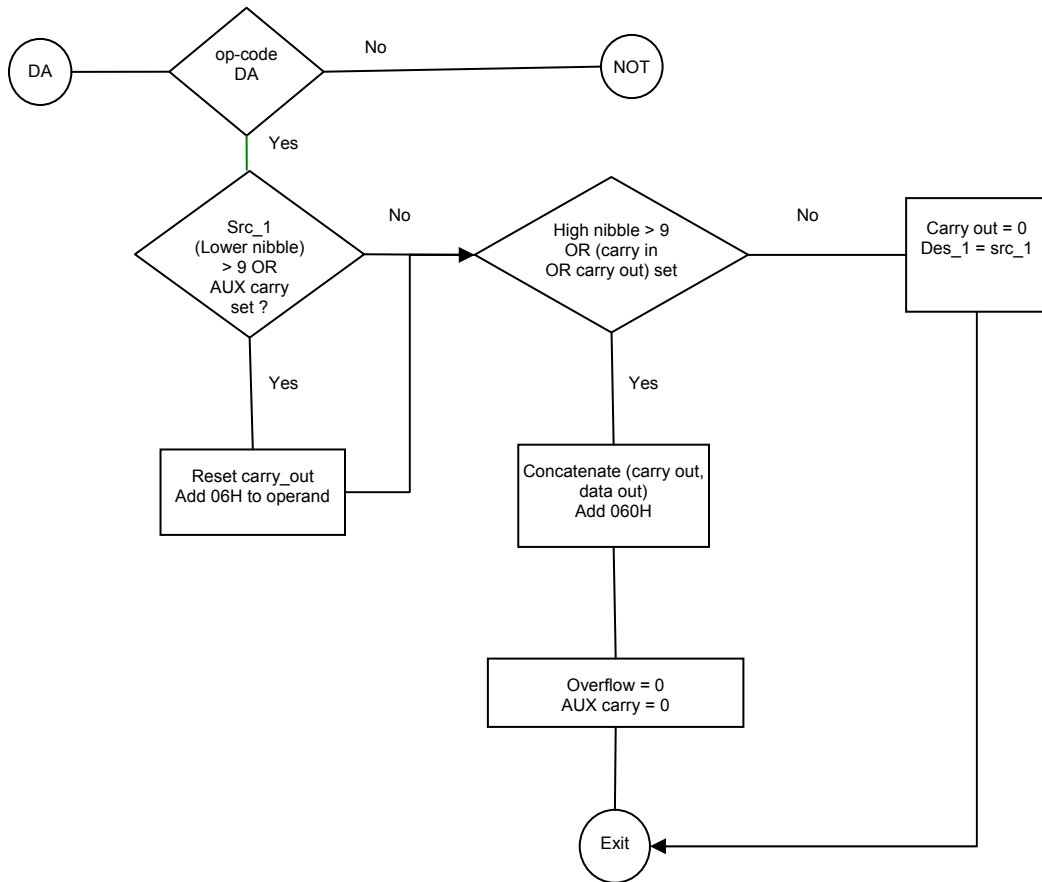 DA
op-code
DA
No
NOT
Yes
Src_1
(Lower nibble)
> 9 OR
AUX carry
set ?
No
High nibble > 9
OR (carry in
OR carry out) set
No
Carry out = 0
Des_1 = src_1
Yes
Reset carry_out
Add 06H to operand
Yes
Concatenate (carry out,
data out)
Add 060H
Overflow = 0
AUX carry = 0
Exit